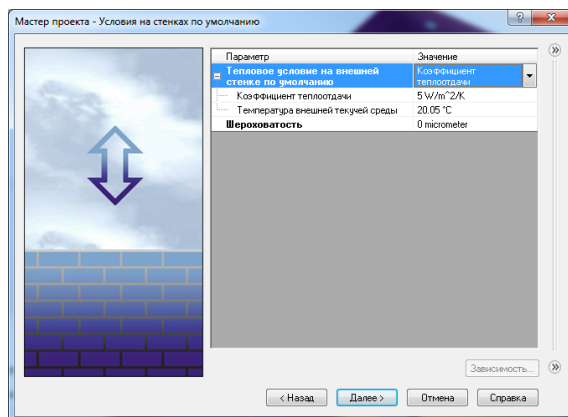 Мастер проекта - Условия на стенках по умолчанию
Параметр Значение
Тепловое условие на внешней стенке по умолчанию Коэффициент теплоотдачи
Коэффициент теплоотдачи 5 W/m^2/K
Температура внешней текучей среды 20.05 °C
Шероховатость 0 micrometer
Зависимость...
< Назад Далее > Отмена Справка